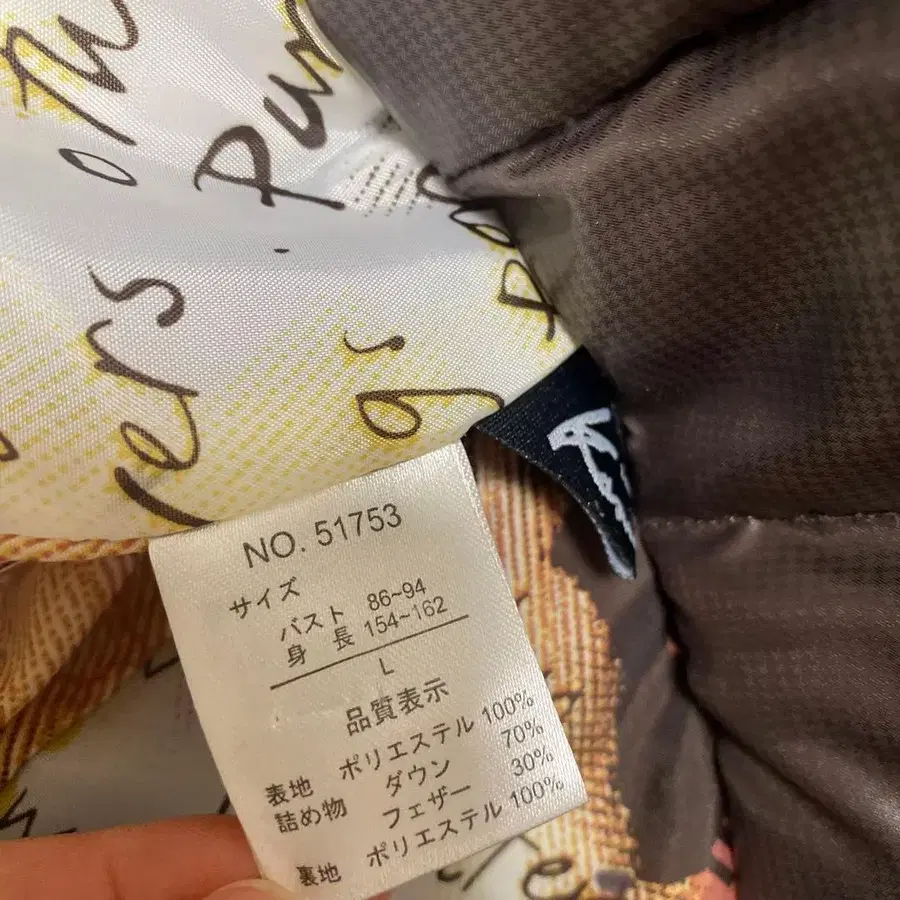 NO. 51753
サイズ
バスト 86~94
身 長 154~162
L
品質表示
表地 ポリエステル 100%
詰め物 ダウン 70%
フェザー 30%
裏地 ポリエステル 100%
ers